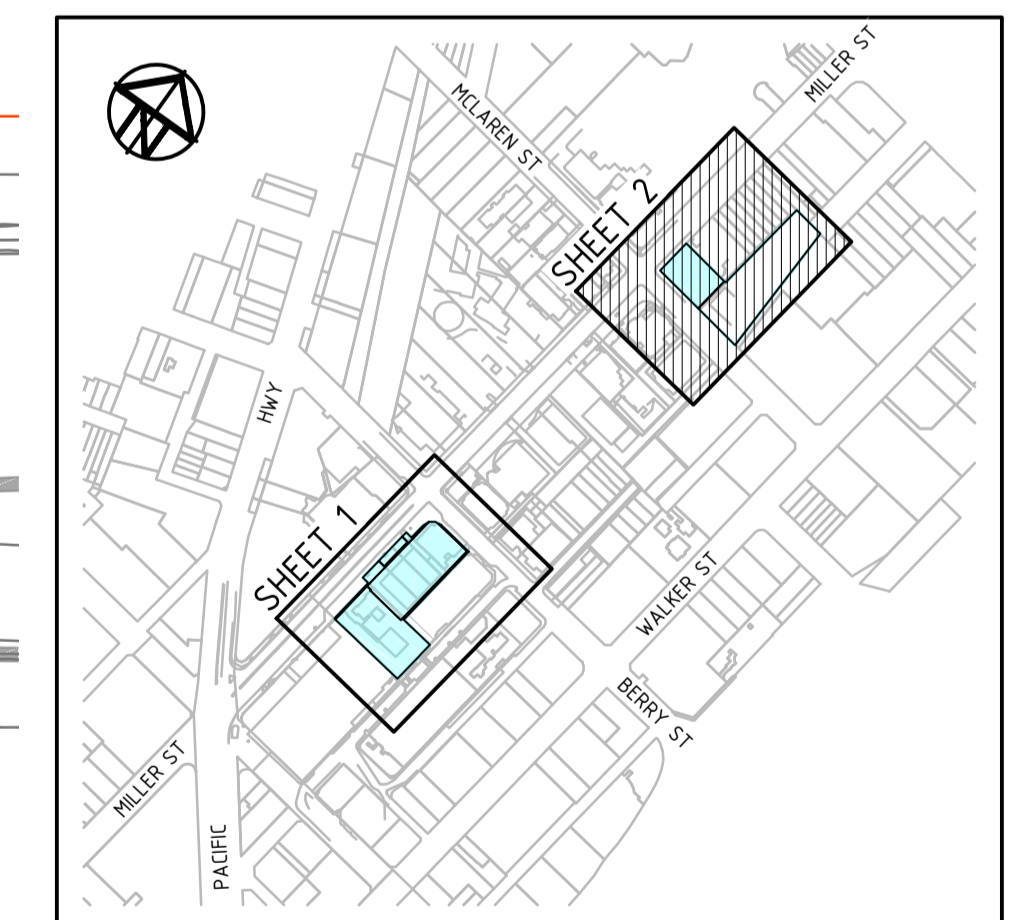 MILLER ST
MCLAREN ST
SHEET 2
HWY
SHEET 1
WALKER ST
BERRY ST
MILLER ST
PACIFIC